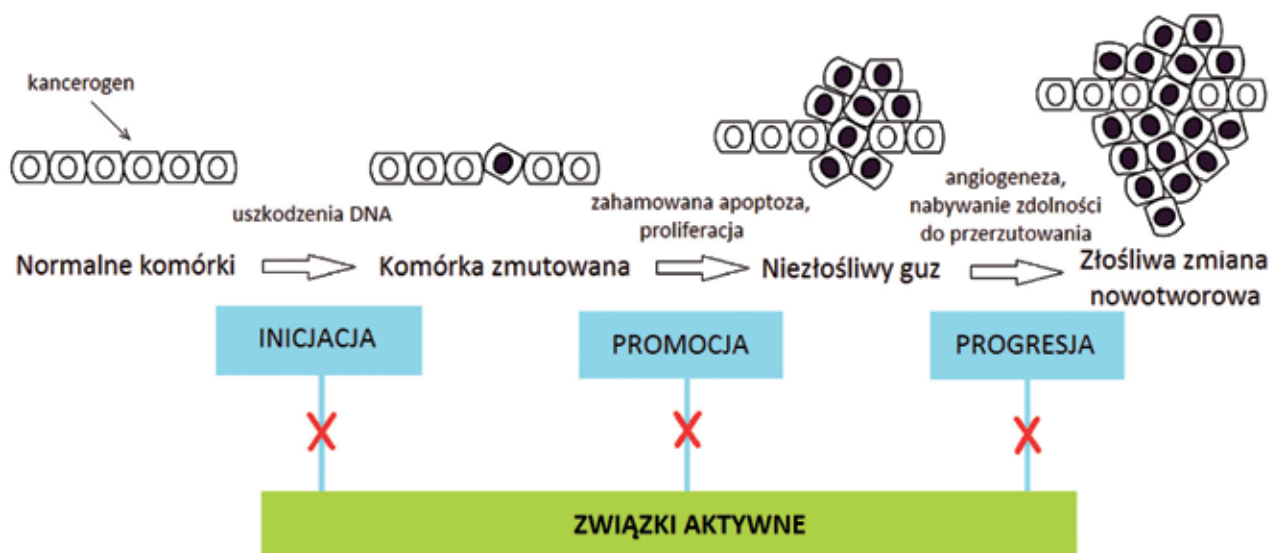 kancerogen
uszkodzenia DNA
zahamowana apoptoza,
proliferacja
angiogeneza,
nabywanie zdolności
do przerzutowania
Normalne komórki
Komórka zmutowana
Niezłośliwy guz
Złośliwa zmiana
nowotworowa
INICJACJA
PROMOCJA
PROGRESJA
ZWIĄZKI AKTYWNE